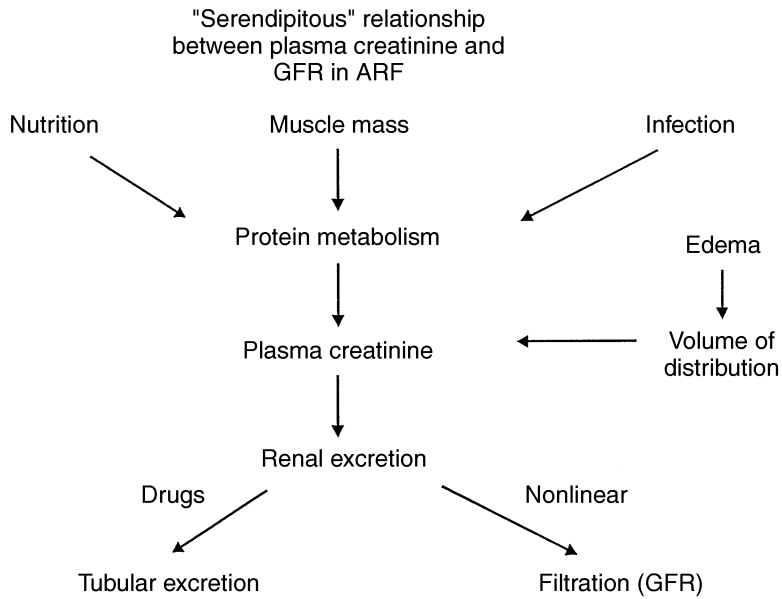 "Serendipitous" relationship
between plasma creatinine and
GFR in ARF
Nutrition
Muscle mass
Infection
Protein metabolism
Edema
Plasma creatinine
Volume of
distribution
Renal excretion
Drugs
Nonlinear
Tubular excretion
Filtration (GFR)